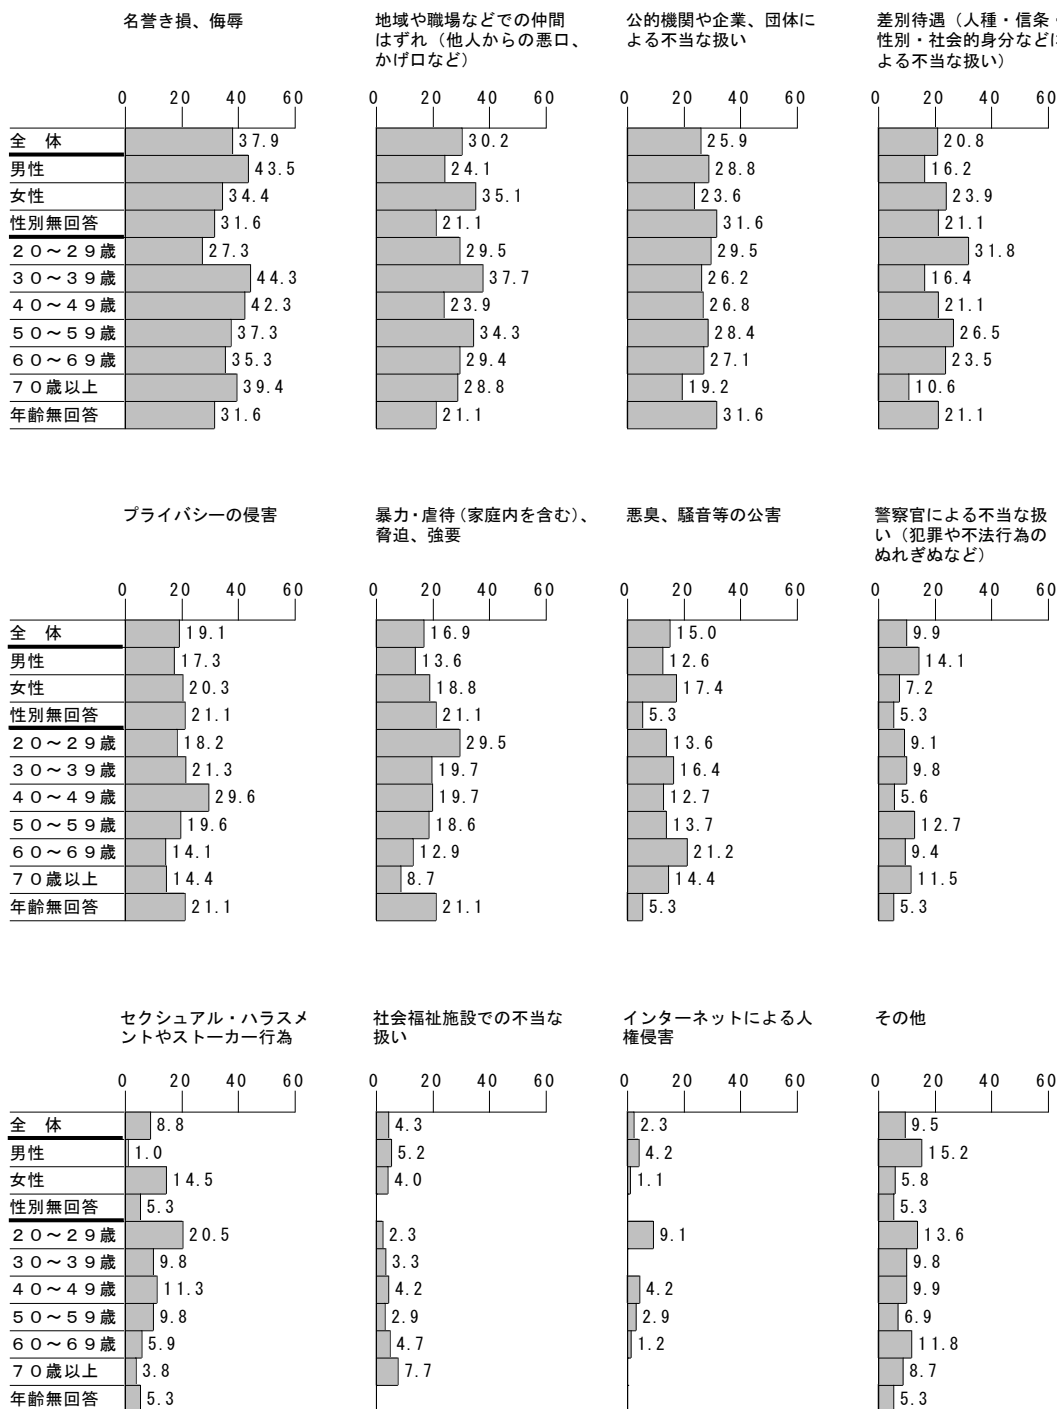 名誉き損、侮辱
地域や職場などでの仲間
はずれ（他人からの悪口、
かげ口など）
公的機関や企業、団体に
よる不当な扱い
差別待遇（人種・信条・
性別・社会的身分などに
よる不当な扱い）
0 20 40 60 0 20 40 60 0 20 40 60 0 20 40 60
全 体 37.9 30.2 25.9 20.8
男性 43.5 24.1 28.8 16.2
女性 34.4 35.1 23.6 23.9
性別無回答 31.6 21.1 31.6 21.1
２０～２９歳 27.3 29.5 29.5 31.8
３０～３９歳 44.3 37.7 26.2 16.4
４０～４９歳 42.3 23.9 26.8 21.1
５０～５９歳 37.3 34.3 28.4 26.5
６０～６９歳 35.3 29.4 27.1 23.5
７０歳以上 39.4 28.8 19.2 10.6
年齢無回答 31.6 21.1 31.6 21.1
プライバシーの侵害
暴力・虐待（家庭内を含む）、
脅迫、強要
悪臭、騒音等の公害
警察官による不当な扱
い（犯罪や不法行為の
ぬれぎぬなど）
0 20 40 60 0 20 40 60 0 20 40 60 0 20 40 60
全 体 19.1 16.9 15.0 9.9
男性 17.3 13.6 12.6 14.1
女性 20.3 18.8 17.4 7.2
性別無回答 21.1 21.1 5.3 5.3
２０～２９歳 18.2 29.5 13.6 9.1
３０～３９歳 21.3 19.7 16.4 9.8
４０～４９歳 29.6 19.7 12.7 5.6
５０～５９歳 19.6 18.6 13.7 12.7
６０～６９歳 14.1 12.9 21.2 9.4
７０歳以上 14.4 8.7 14.4 11.5
年齢無回答 21.1 21.1 5.3 5.3
セクシュアル・ハラスメ
ントやストーカー行為
社会福祉施設での不当な
扱い
インターネットによる人
権侵害
その他
0 20 40 60 0 20 40 60 0 20 40 60 0 20 40 60
全 体 8.8 4.3 2.3 9.5
男性 1.0 5.2 4.2 15.2
女性 14.5 4.0 1.1 5.8
性別無回答 5.3 5.3
２０～２９歳 20.5 2.3 9.1 13.6
３０～３９歳 9.8 3.3 9.8
４０～４９歳 11.3 4.2 4.2 9.9
５０～５９歳 9.8 2.9 2.9 6.9
６０～６９歳 5.9 4.7 1.2 11.8
７０歳以上 3.8 7.7 8.7
年齢無回答 5.3 5.3